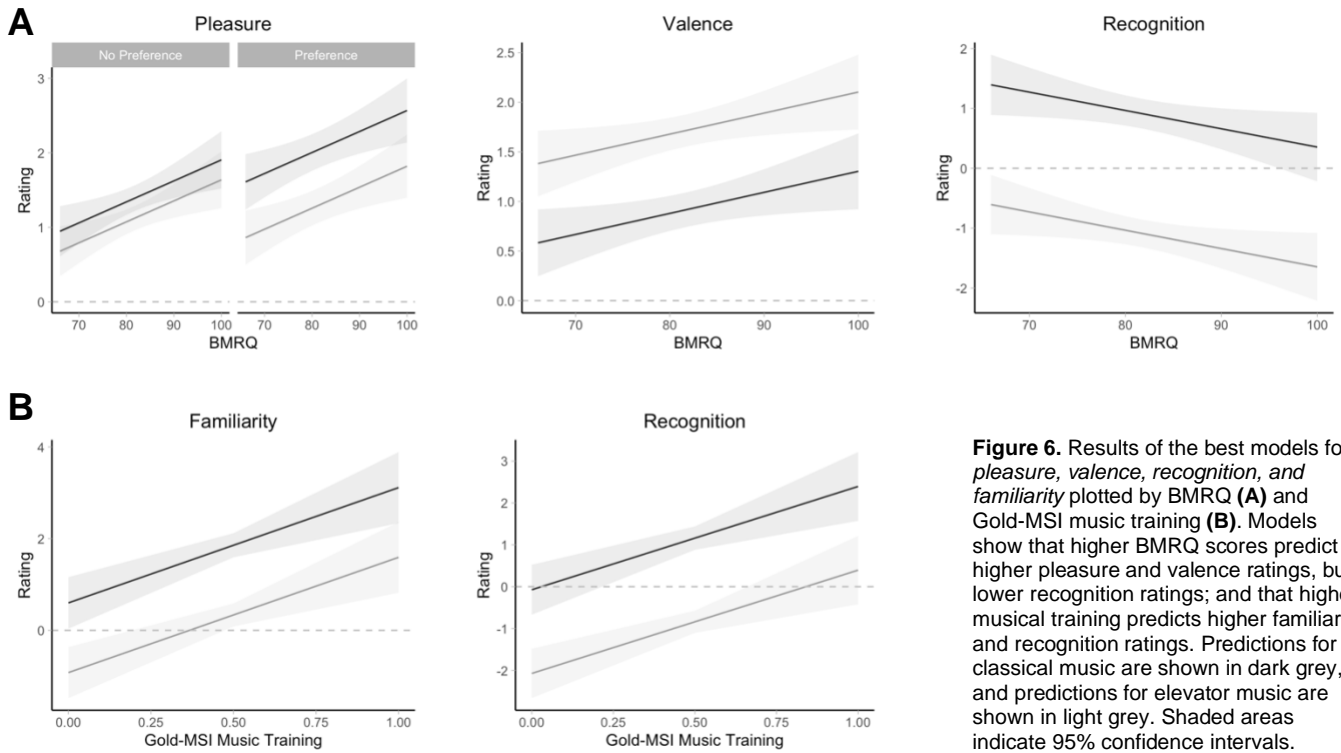 A
Pleasure
No Preference
Preference
Rating
3
2
1
0
70
80
90
100
70
80
90
100
BMRQ
Valence
Rating
2.5
2.0
1.5
1.0
0.5
0.0
70
80
90
100
BMRQ
Recognition
Rating
2
1
0
-1
-2
70
80
90
100
BMRQ
B
Familiarity
Rating
4
2
0
0.00
0.25
0.50
0.75
1.00
Gold-MSI Music Training
Recognition
Rating
3
2
1
0
-1
-2
0.00
0.25
0.50
0.75
1.00
Gold-MSI Music Training
Figure 6. Results of the best models fo
pleasure, valence, recognition, and
familiarity plotted by BMRQ (A) and
Gold-MSI music training (B). Models
show that higher BMRQ scores predict
higher pleasure and valence ratings, bu
lower recognition ratings; and that highe
musical training predicts higher familiar
and recognition ratings. Predictions for
classical music are shown in dark grey,
and predictions for elevator music are
shown in light grey. Shaded areas
indicate 95% confidence intervals.